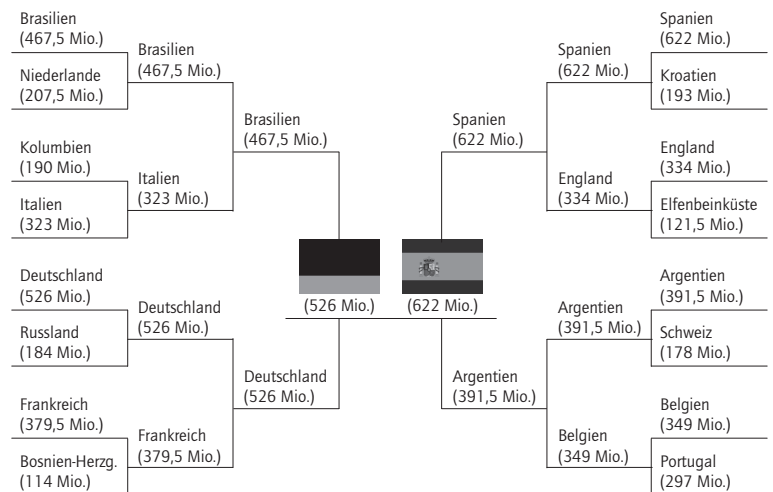 Brasilien
(467,5 Mio.)
Niederlande
(207,5 Mio.)
Kolumbien
(190 Mio.)
Italien
(323 Mio.)
Deutschland
(526 Mio.)
Russland
(184 Mio.)
Frankreich
(379,5 Mio.)
Bosnien-Herzg.
(114 Mio.)
Brasilien
(467,5 Mio.)
Italien
(323 Mio.)
Deutschland
(526 Mio.)
Frankreich
(379,5 Mio.)
Brasilien
(467,5 Mio.)
Deutschland
(526 Mio.)
(526 Mio.)
(622 Mio.)
Spanien
(622 Mio.)
Argentien
(391,5 Mio.)
Spanien
(622 Mio.)
England
(334 Mio.)
Argentien
(391,5 Mio.)
Belgien
(349 Mio.)
Spanien
(622 Mio.)
Kroatien
(193 Mio.)
England
(334 Mio.)
Elfenbeinküste
(121,5 Mio.)
Argentien
(391,5 Mio.)
Schweiz
(178 Mio.)
Belgien
(349 Mio.)
Portugal
(297 Mio.)